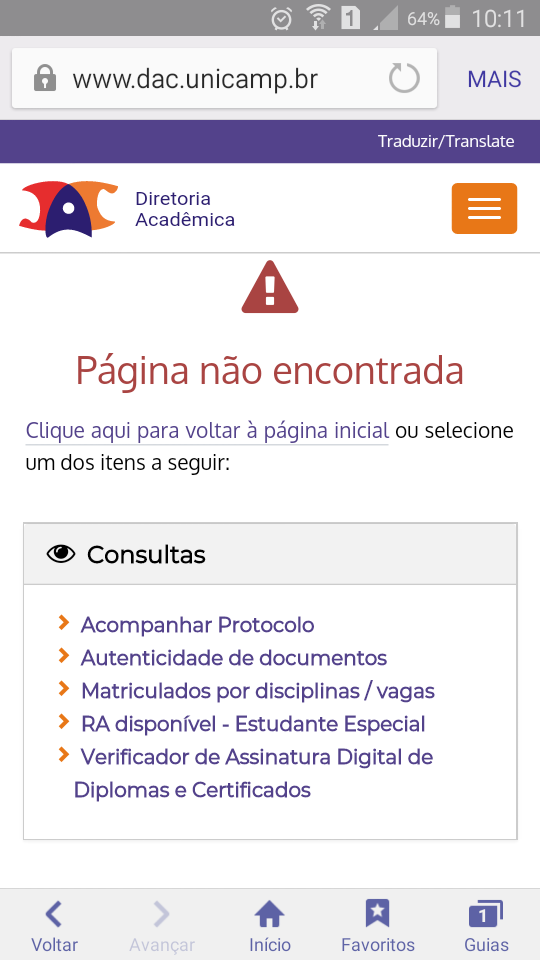 1 64% 10:11
www.dac.unicamp.br MAIS
Traduzir/Translate
Diretoria
Acadêmica
Página não encontrada
Clique aqui para voltar à página inicial ou selecione
um dos itens a seguir:
Consultas
Acompanhar Protocolo
Autenticidade de documentos
Matriculados por disciplinas / vagas
RA disponível - Estudante Especial
Verificador de Assinatura Digital de
Diplomas e Certificados
1
Voltar Avançar Início Favoritos Guias